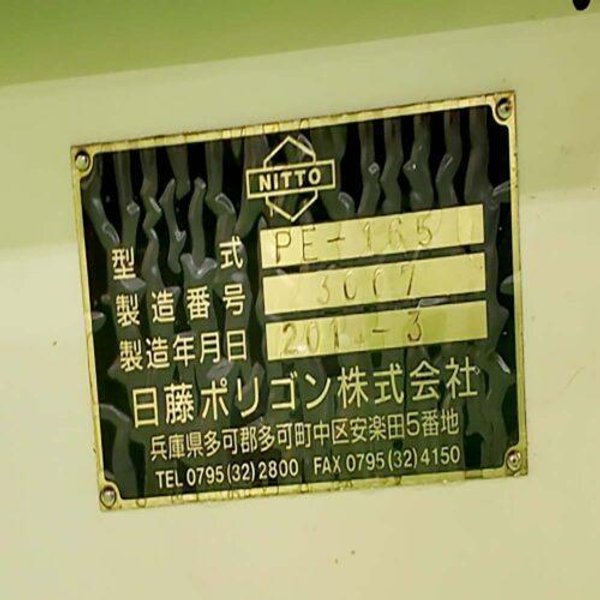 NITTO
型式 PE-165
製造番号
製造年月日
日藤ポリゴン株式会社
兵庫県多可郡多可町中区安楽田5番地
TEL 0795(32)2800 FAX 0795(32)4150